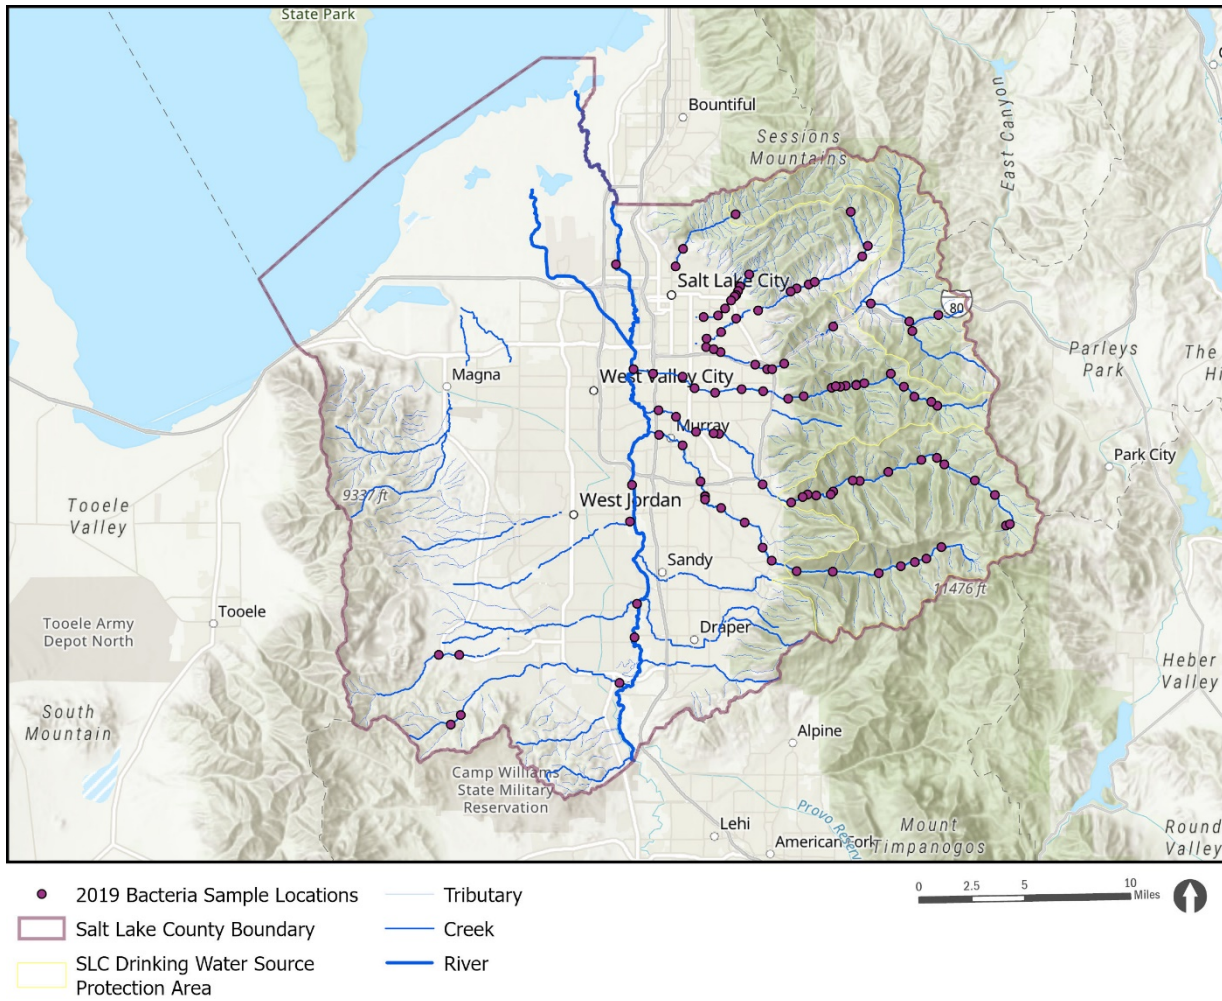 State Park
Bountiful
Sessions
Mountains
East Canyon
Salt Lake City
80
Parleys
Park
The
Hi
Magna
West Valley City
Murray
Park City
9337 ft
Tooele
Valley
West Jordan
Sandy
11476 ft
Tooele
Tooele Army
Depot North
Draper
Heber
Valley
South
Mountain
Alpine
Camp Williams
State Military
Reservation
Provo Reserv
Lehi
American Fork
Mount
Timpanogos
Round
Valley
2019 Bacteria Sample Locations
Salt Lake County Boundary
SLC Drinking Water Source
Protection Area
Tributary
Creek
River
0 2.5 5 10
Miles